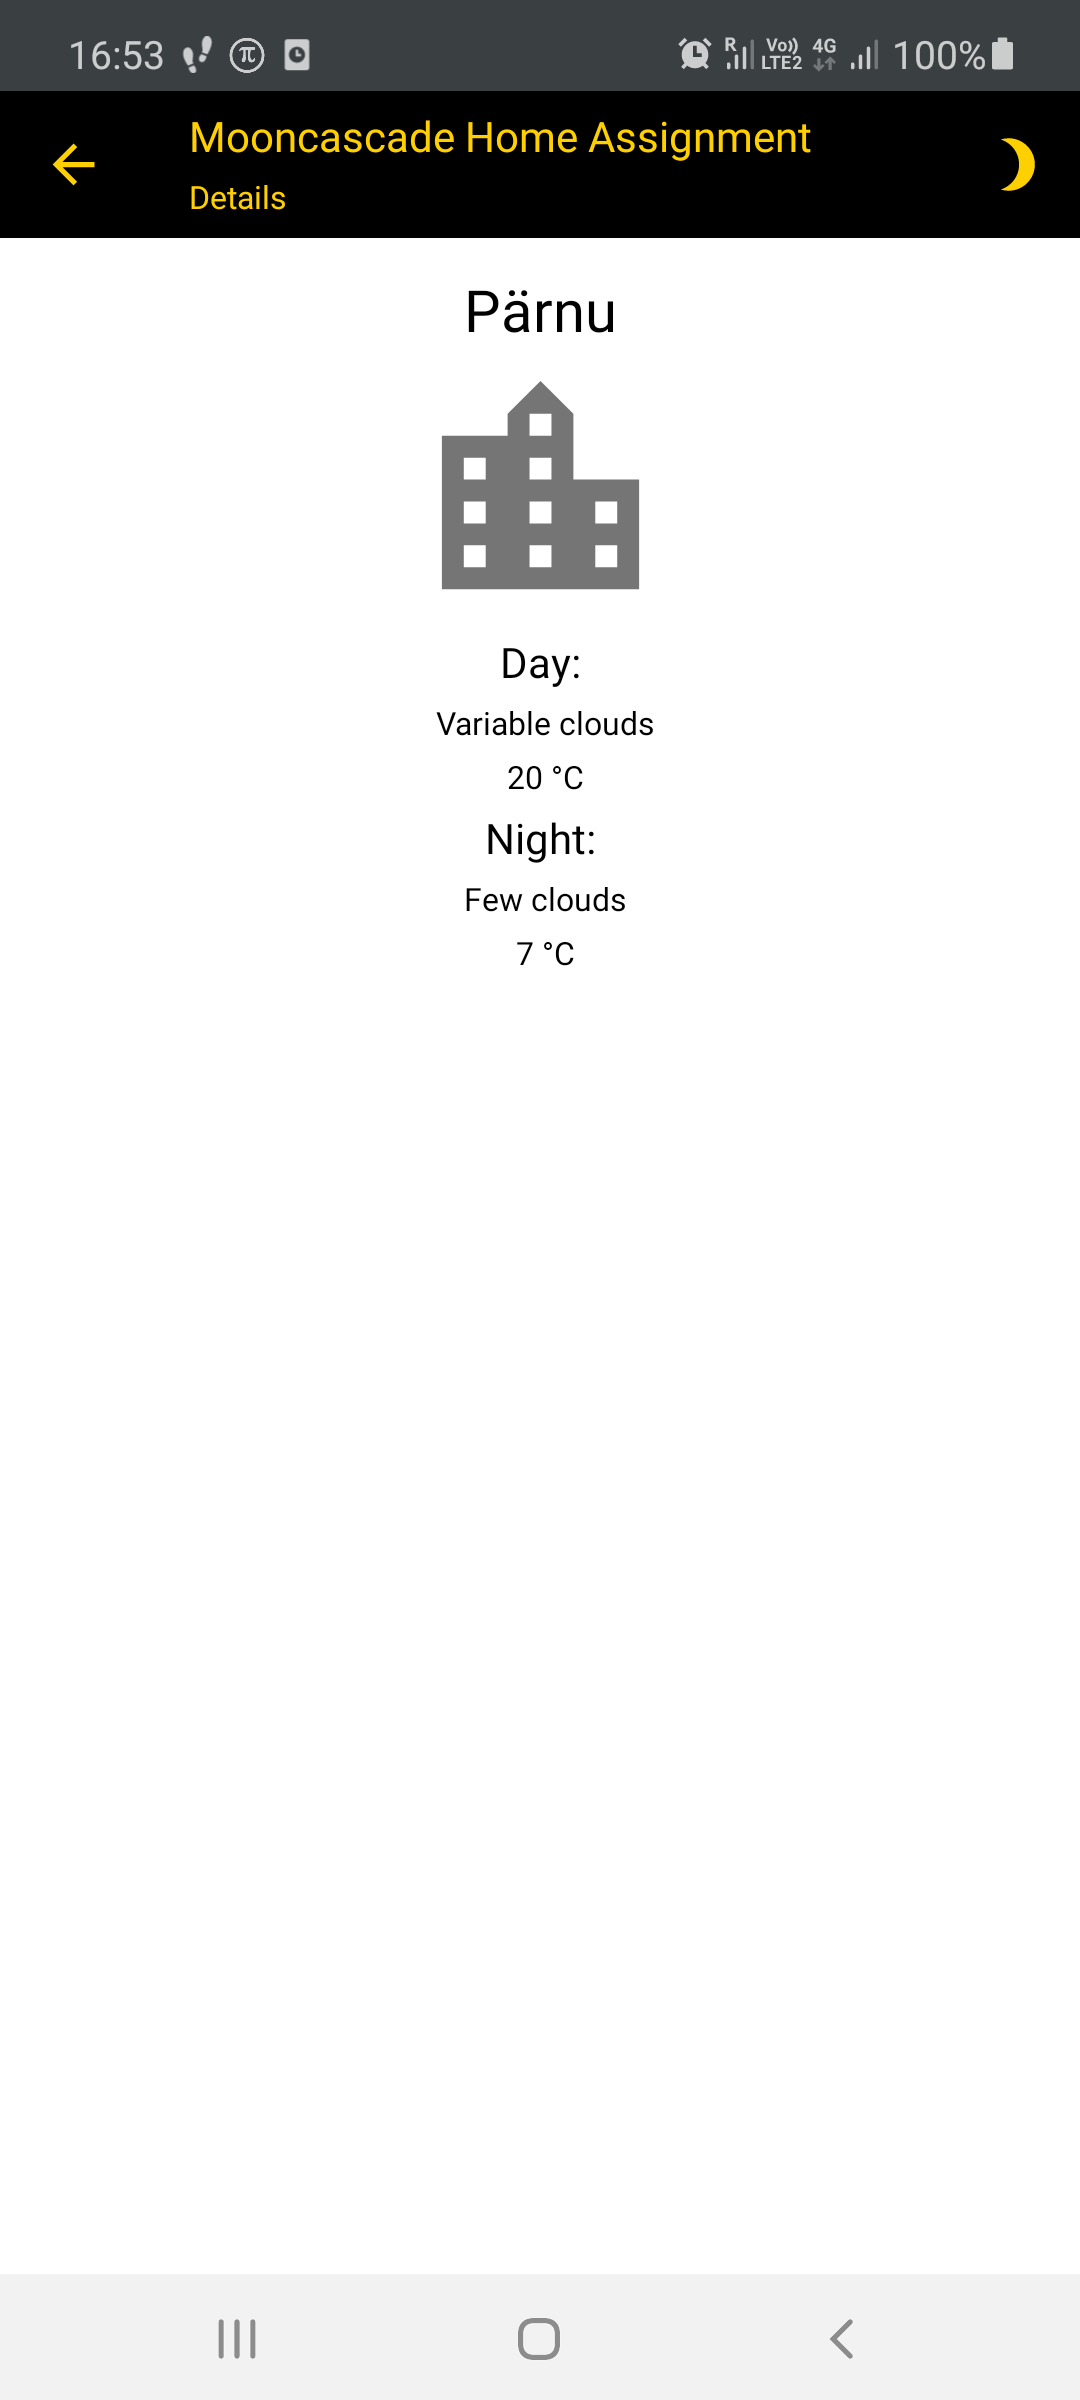 16:53 π R Vo)) LTE2 4G 100%
Mooncascade Home Assignment
Details
Pärnu
Day:
Variable clouds
20 °C
Night:
Few clouds
7 °C